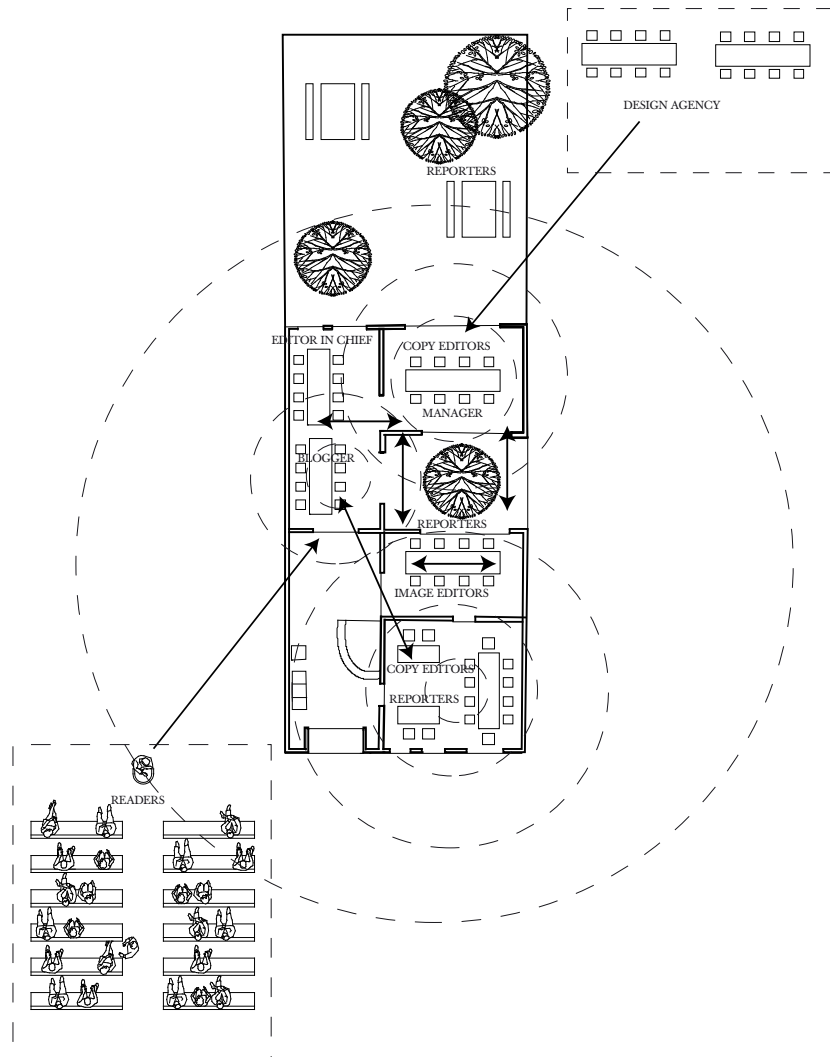 DESIGN AGENCY
REPORTERS
EDITOR IN CHIEF
COPY EDITORS
MANAGER
BLOGGER
REPORTERS
IMAGE EDITORS
COPY EDITORS
REPORTERS
READERS